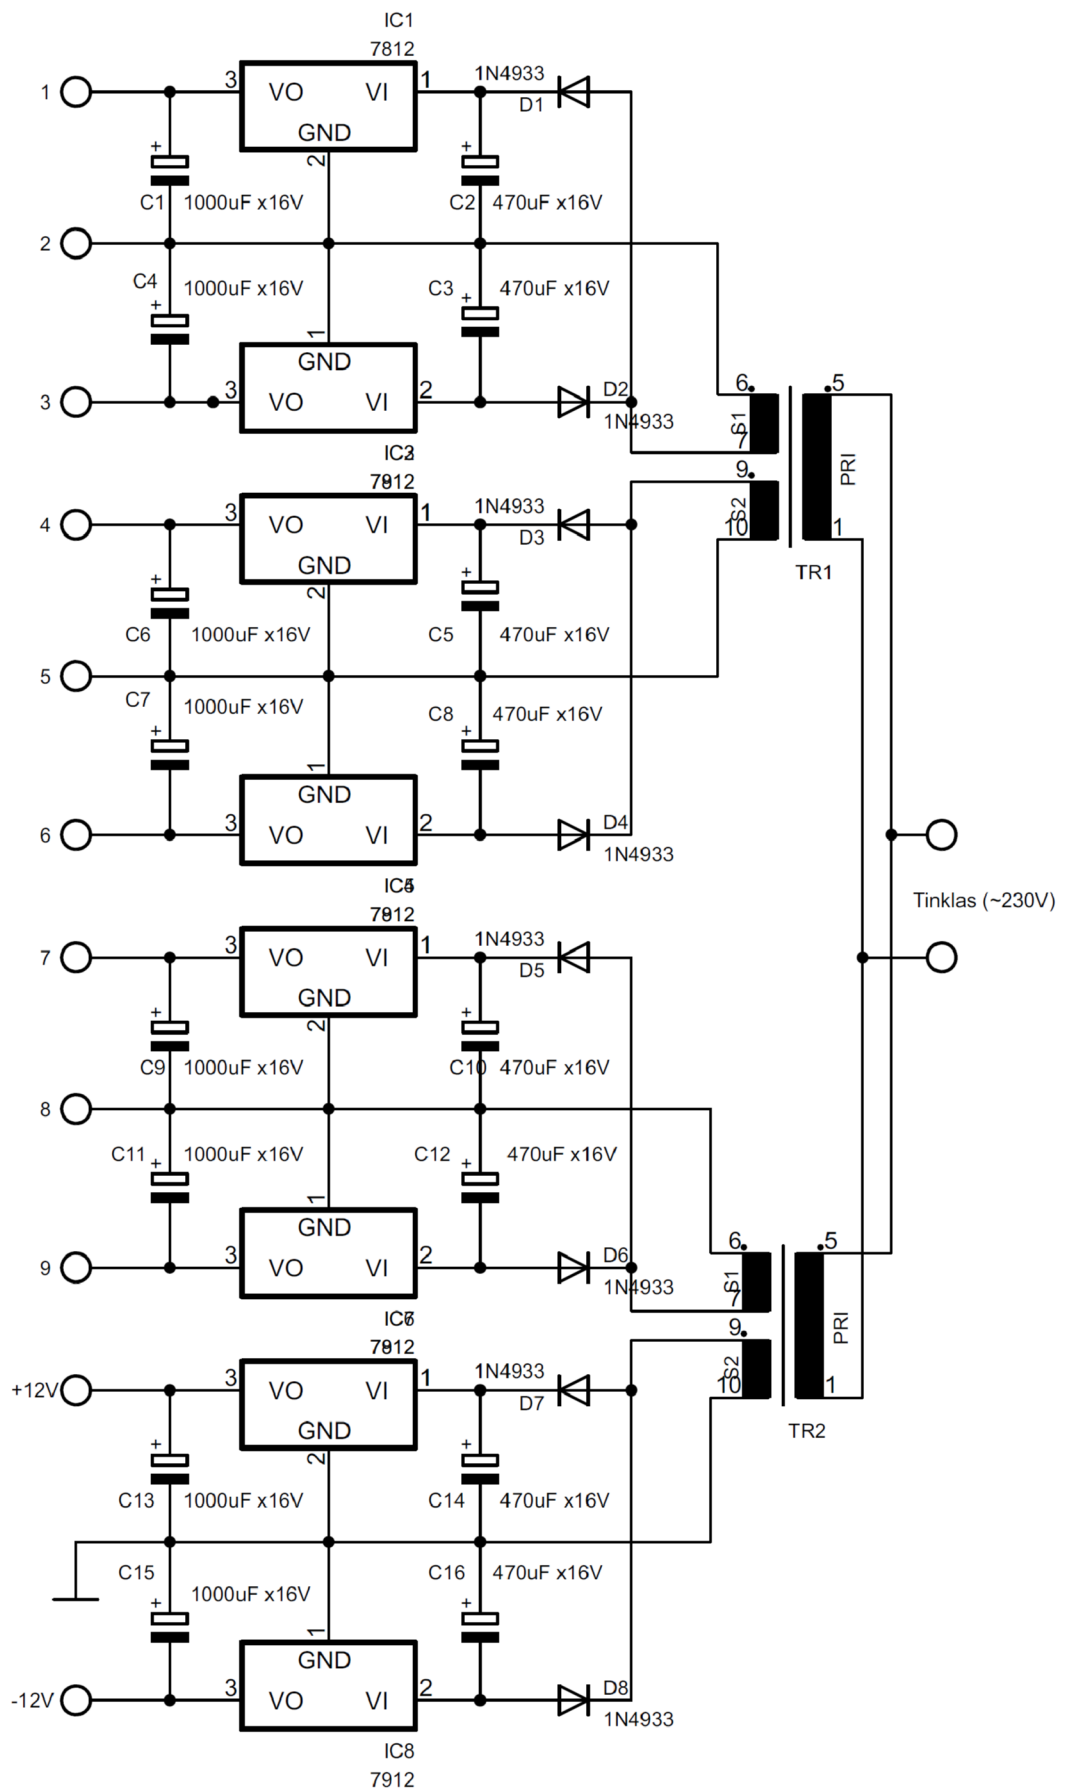 IC1
7812
1
3
VO
VI
1
1N4933
D1
GND
2
+
+
C1
1000uF x16V
C2
470uF x16V
2
C4
1000uF x16V
C3
470uF x16V
+
+
1
GND
3
3
VO
VI
2
D2
1N4933
6
5
S1
7
PRI
9
S2
10
1
TR1
4
3
VO
VI
1
1N4933
D3
GND
2
+
+
C6
1000uF x16V
C5
470uF x16V
5
C7
1000uF x16V
C8
470uF x16V
+
+
1
GND
6
3
VO
VI
2
D4
1N4933
Tinklas (~230V)
7
3
VO
VI
1
1N4933
D5
GND
2
+
+
C9
1000uF x16V
C10
470uF x16V
8
C11
1000uF x16V
C12
470uF x16V
+
+
1
GND
9
3
VO
VI
2
D6
1N4933
6
5
S1
7
PRI
9
S2
10
1
TR2
+12V
3
VO
VI
1
1N4933
D7
GND
2
+
+
C13
1000uF x16V
C14
470uF x16V
C15
1000uF x16V
C16
470uF x16V
+
+
1
GND
-12V
3
VO
VI
2
D8
1N4933
IC8
7912